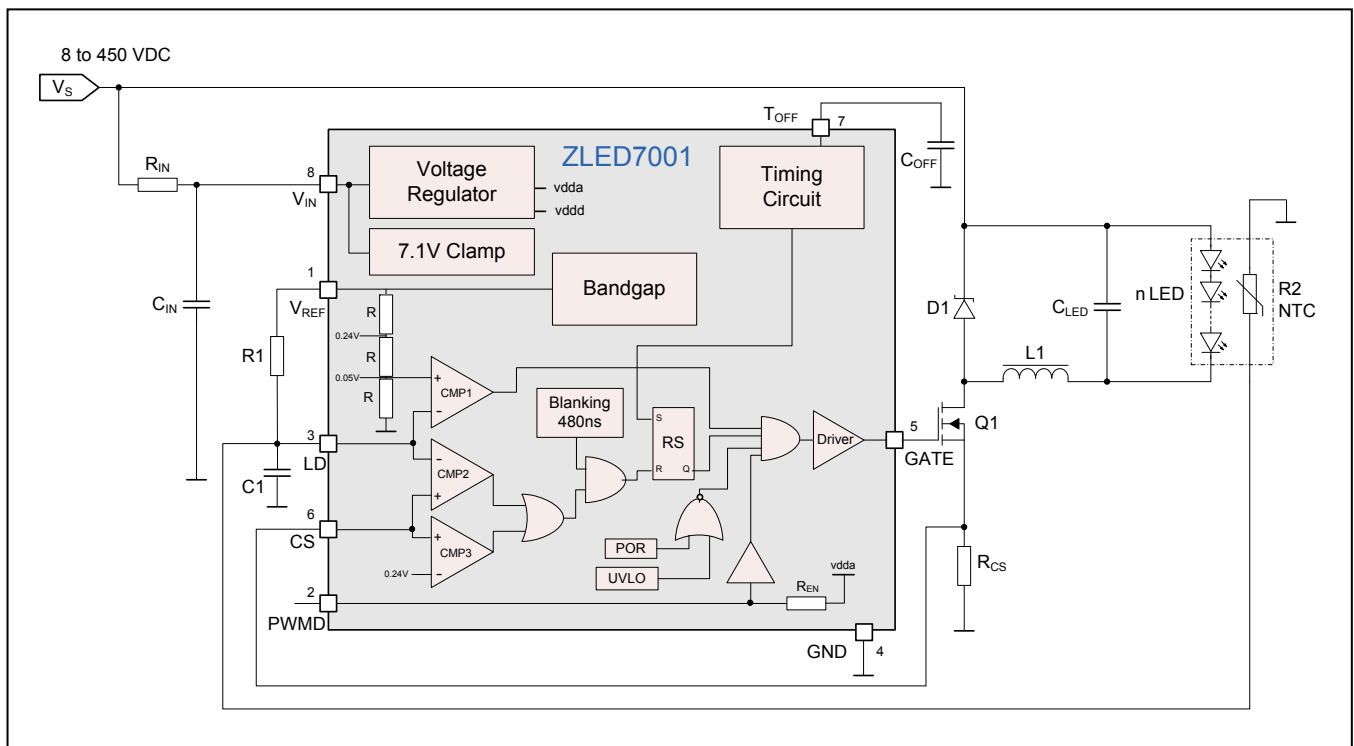 8 to 450 VDC
VS
TOFF
7
ZLED7001
COFF
RIN
8
VIN
Voltage
Regulator
vdda
vddd
Timing
Circuit
7.1V Clamp
1
VREF
Bandgap
CIN
R
0.24V
R
0.05V
R
R1
D1
CLED
n LED
R2
NTC
L1
+
CMP1
-
Blanking
480ns
S
RS
R
Q
Driver
5
GATE
Q1
3
LD
C1
-
CMP2
+
6
CS
+
CMP3
0.24V
-
POR
UVLO
vdda
REN
RCS
2
PWMD
GND
4